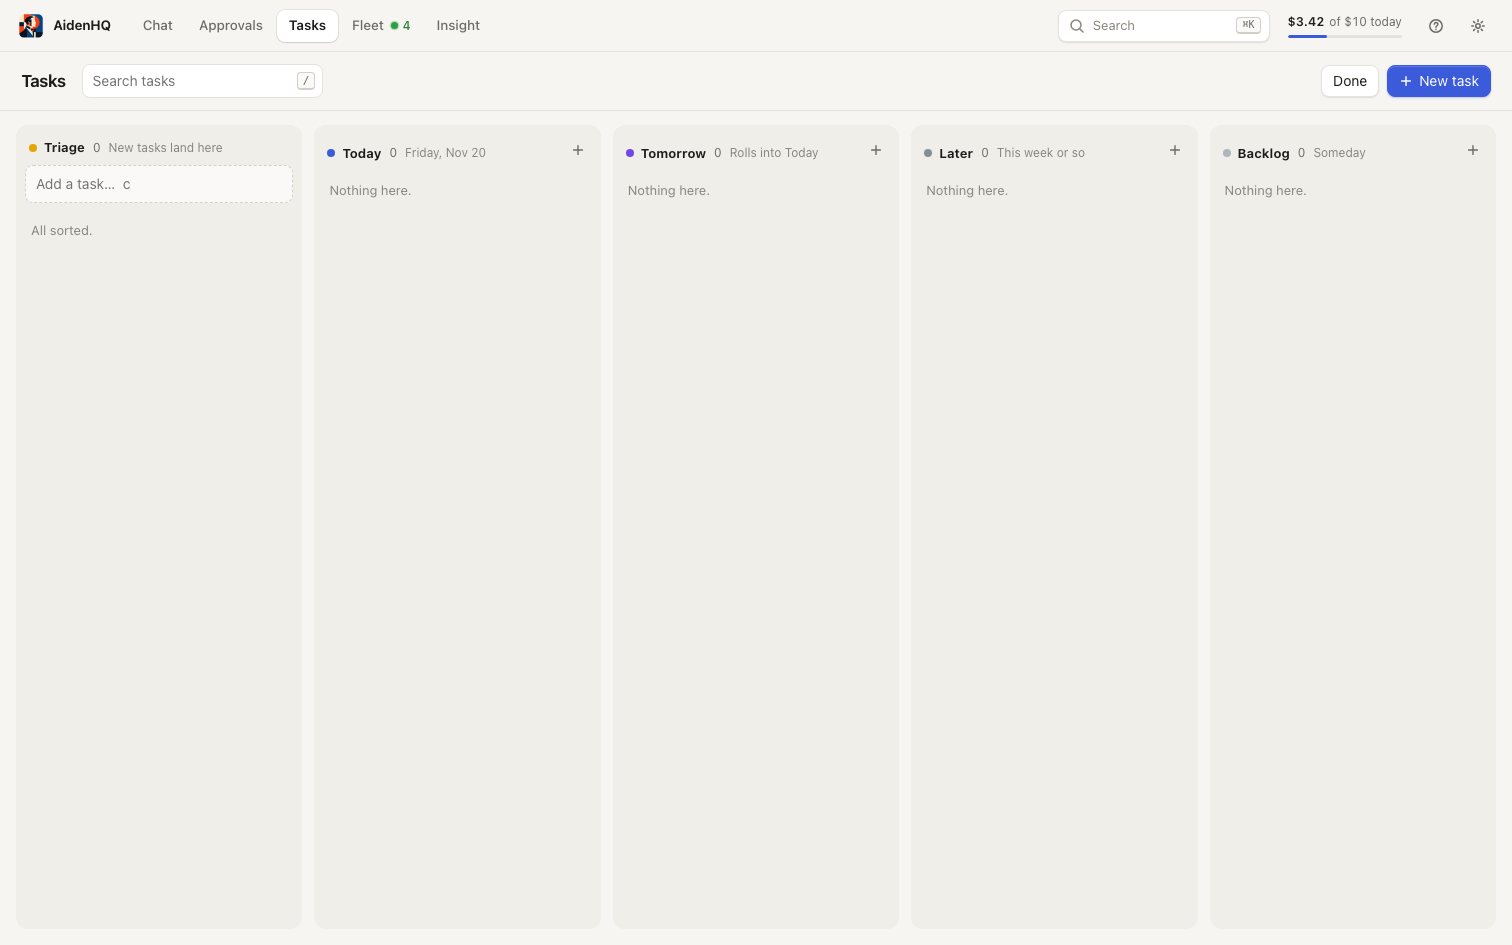 AidenHQ Chat Approvals Tasks Fleet 4 Insight Search ⌘K $3.42 of $10 today
Tasks Search tasks / Done + New task
Triage 0 New tasks land here
Add a task... c
All sorted.
Today 0 Friday, Nov 20 +
Nothing here.
Tomorrow 0 Rolls into Today +
Nothing here.
Later 0 This week or so +
Nothing here.
Backlog 0 Someday +
Nothing here.